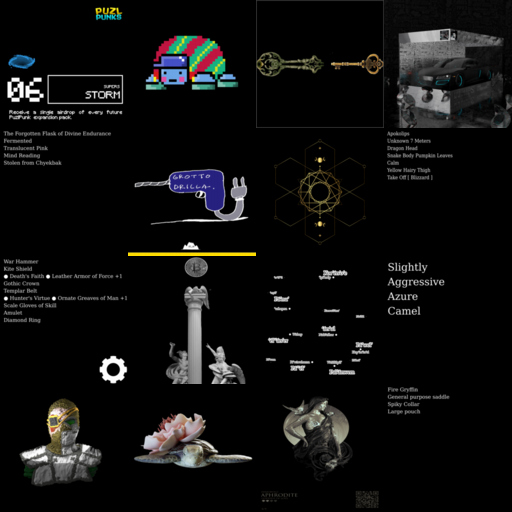 PUZL
PUNKS
06
SUPERS
STORM
Receive a single airdrop of every future
PuzlPunk expansion pack.
The Forgotten Flask of Divine Endurance
Fermented
Translucent Pink
Mind Reading
Stolen from Chyekbak
GROTTO
DRILLA.
Apokolips
Unknown 7 Meters
Dragon Head
Snake Body Pumpkin Leaves
Calm
Yellow Hairy Thigh
Take Off [ Blizzard ]
War Hammer
Kite Shield
● Death's Faith ● Leather Armor of Force +1
Gothic Crown
Templar Belt
● Hunter's Virtue ● Ornate Greaves of Man +1
Scale Gloves of Skill
Amulet
Diamond Ring
Slightly
Aggressive
Azure
Camel
Fire Gryffin
General purpose saddle
Spiky Collar
Large pouch
APHRODITE